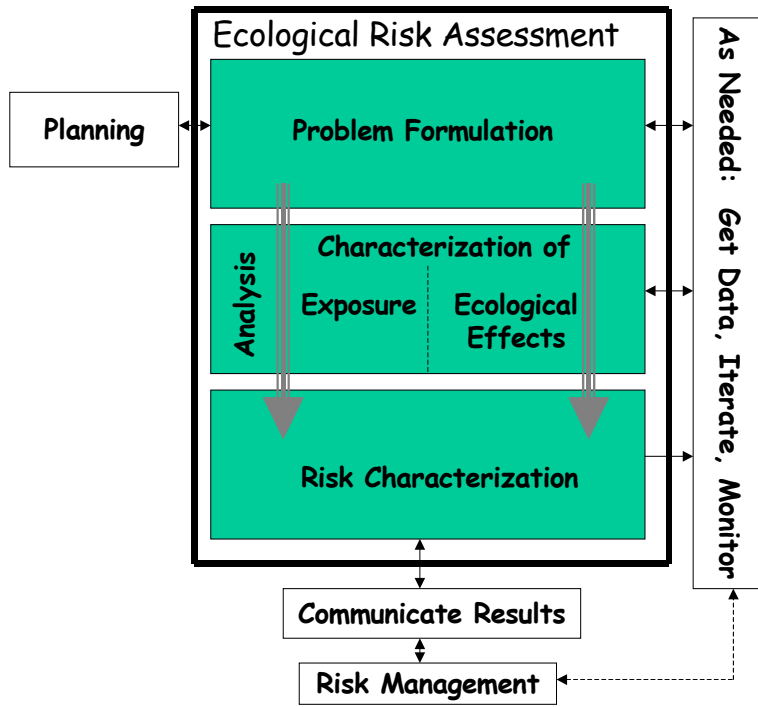 Ecological Risk Assessment
Planning
Problem Formulation
Analysis
Characterization of
Exposure
Ecological
Effects
Risk Characterization
As Needed: Get Data, Iterate, Monitor
Communicate Results
Risk Management